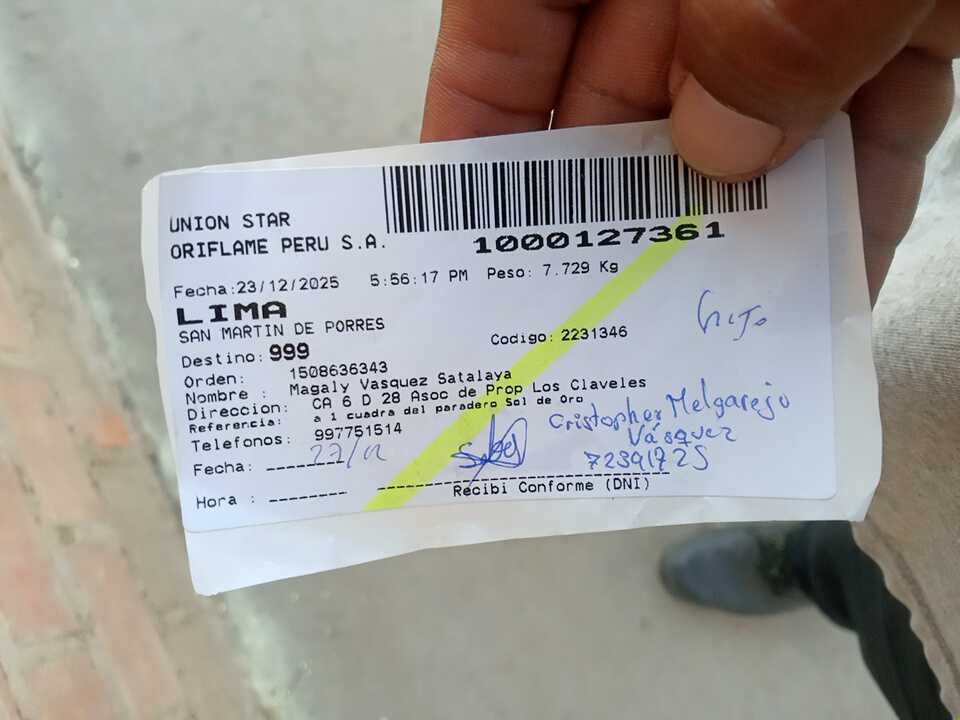 UNION STAR
ORIFLAME PERU S.A.
1000127361
Fecha:23/12/2025 5:56:17 PM Peso: 7.729 Kg
LIMA
SAN MARTIN DE PORRES
Destino: 999 Codigo: 2231346
Hijo
Orden: 1508636343
Nombre : Magaly Vasquez Satalaya
Direccion: CA 6 D 28 Asoc de Prop Los Claveles
Referencia: a 1 cuadra del paradero Sol de Oro
Telefonos: 997751514
Cristopher Melgarejo
Vásquez
72391725
Fecha: 27/12
Hora :
Recibi Conforme (DNI)